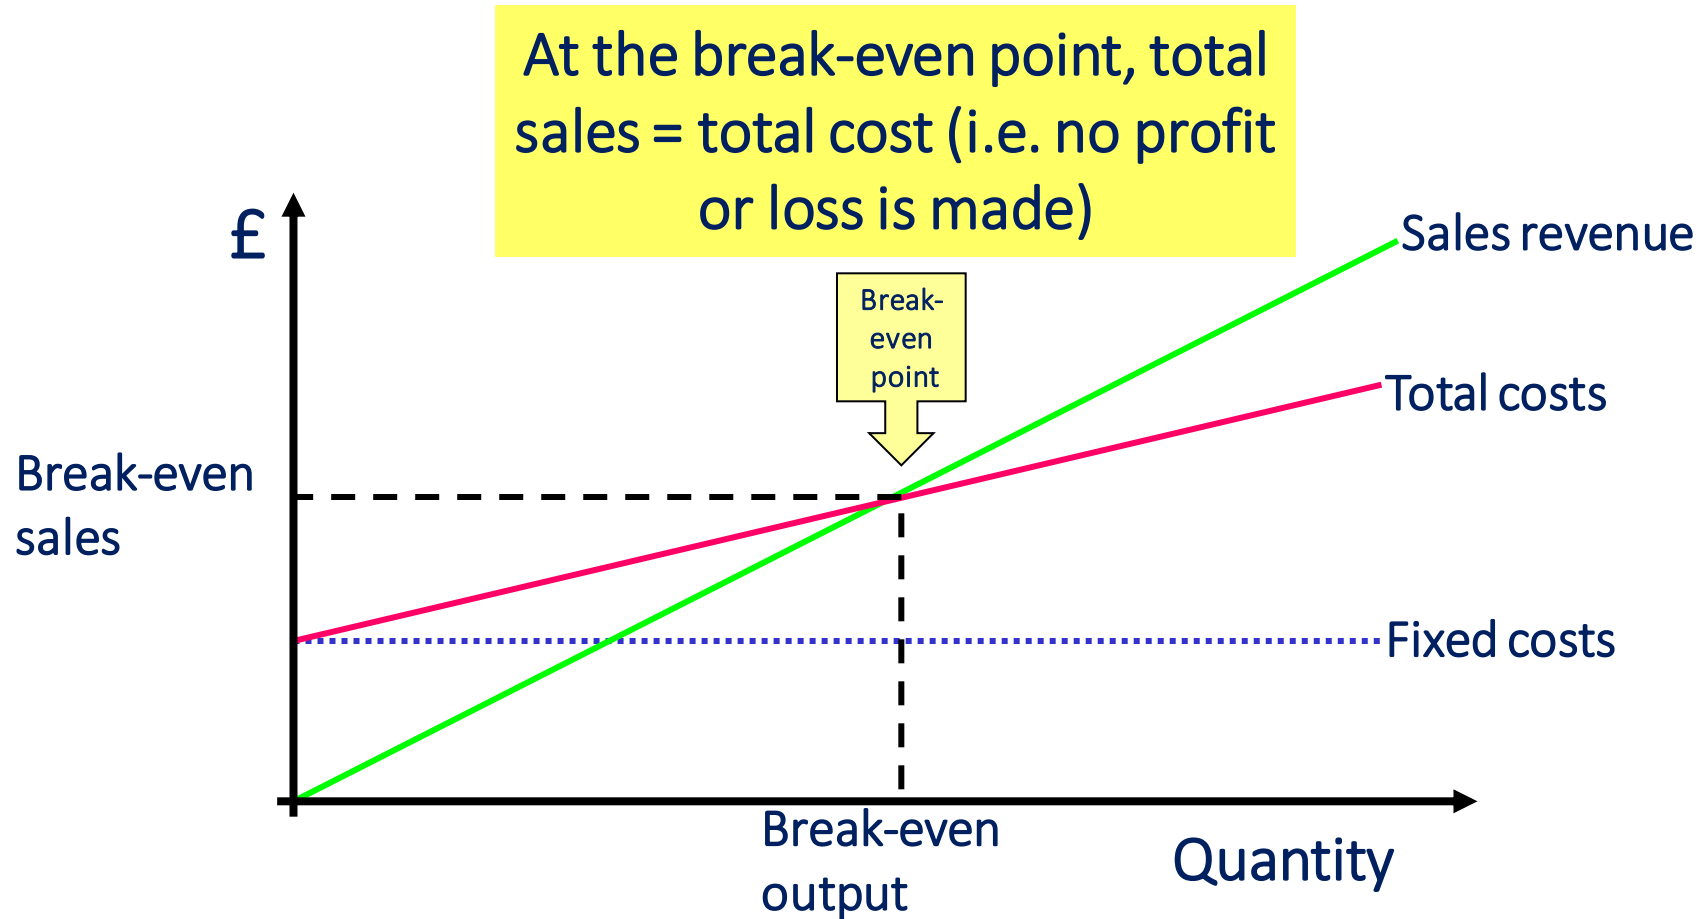 At the break-even point, total
sales = total cost (i.e. no profit
or loss is made)
£
Sales revenue
Break-
even
point
Total costs
Break-even
sales
Fixed costs
Break-even
output
Quantity